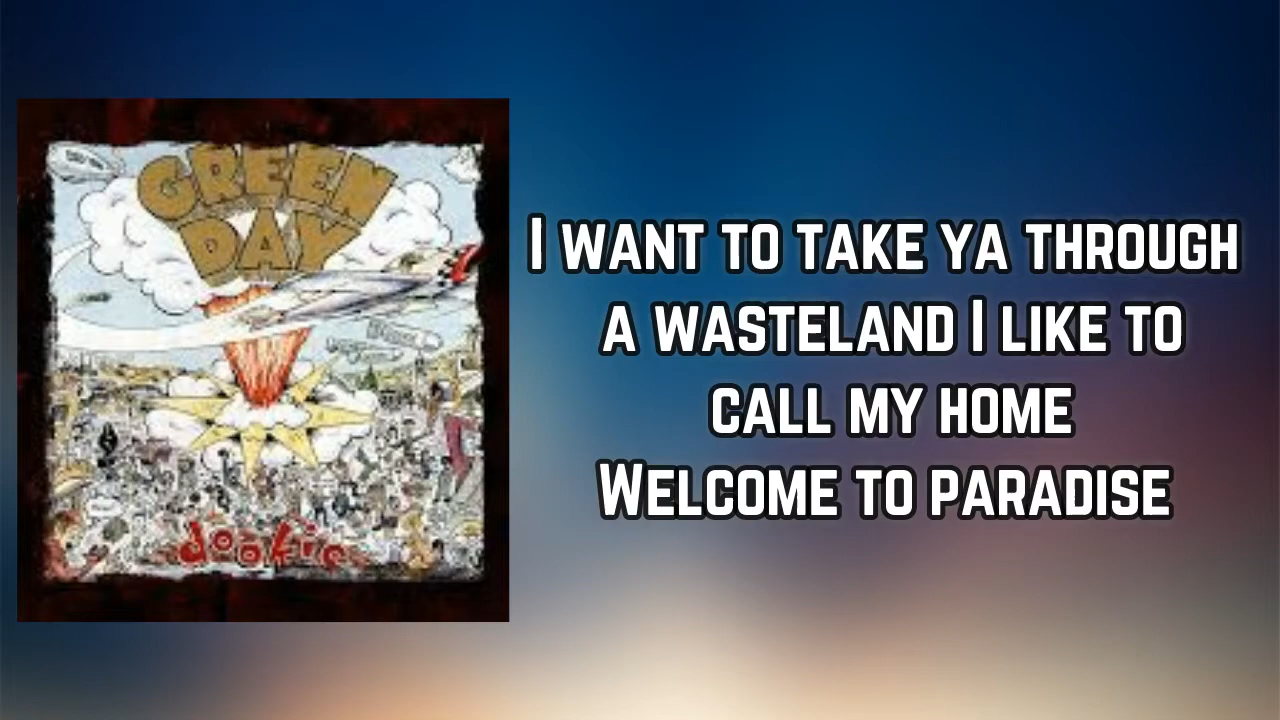 GREEN
DAY
dookie
I WANT TO TAKE YA THROUGH
A WASTELAND I LIKE TO
CALL MY HOME
WELCOME TO PARADISE